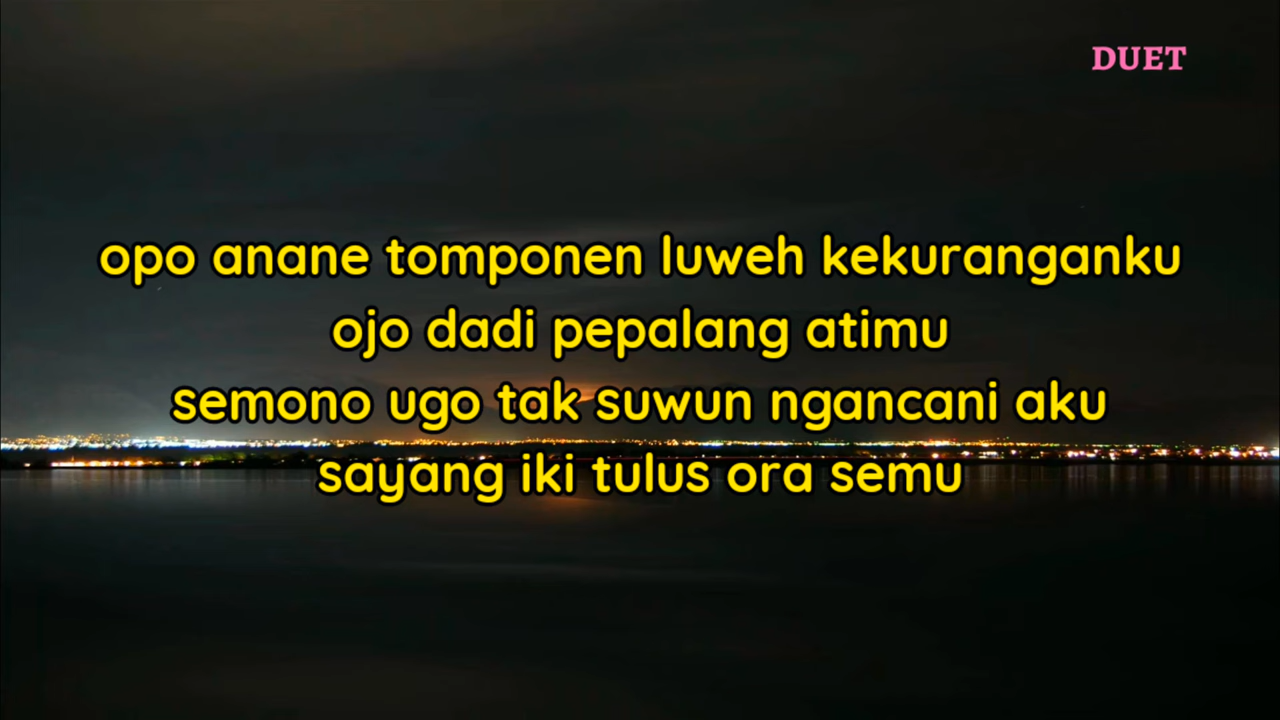 DUET
opo anane tomponen luweh kekuranganku
ojo dadi pepalang atimu
semono ugo tak suwun ngancani aku
sayang iki tulus ora semu